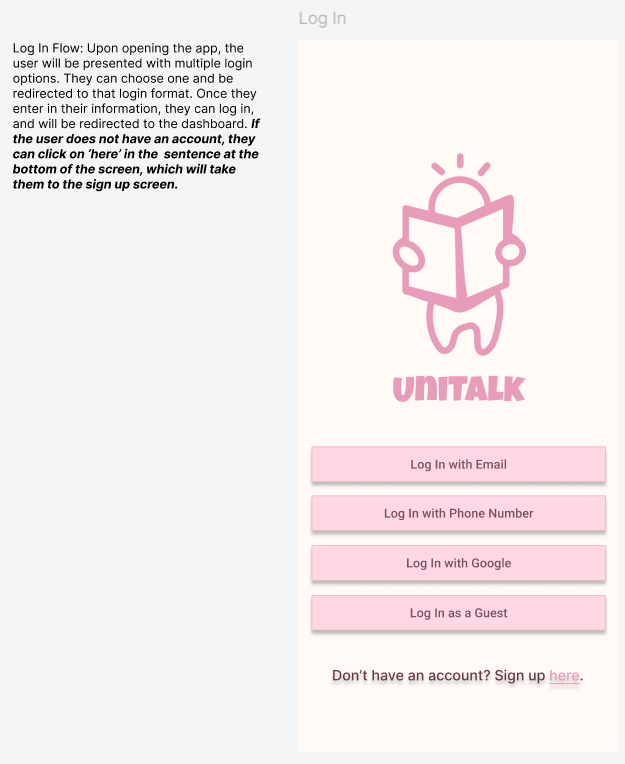 Log In
Log In Flow: Upon opening the app, the
user will be presented with multiple login
options. They can choose one and be
redirected to that login format. Once they
enter in their information, they can log in,
and will be redirected to the dashboard. If
the user does not have an account, they
can click on ‘here’ in the  sentence at the
bottom of the screen, which will take
them to the sign up screen.
UNITALK
Log In with Email
Log In with Phone Number
Log In with Google
Log In as a Guest
Don’t have an account? Sign up here.